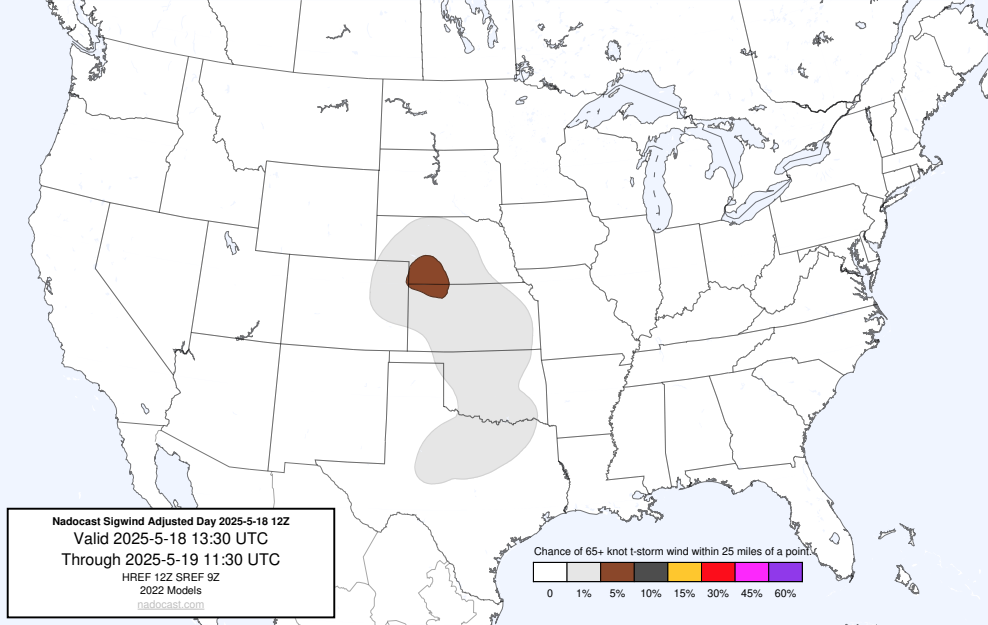 Nadocast Sigwind Adjusted Day 2025-5-18 12Z
Valid 2025-5-18 13:30 UTC
Through 2025-5-19 11:30 UTC
HREF 12Z SREF 9Z
2022 Models
nadocast.com
Chance of 65+ knot t-storm wind within 25 miles of a point.
0 1% 5% 10% 15% 30% 45% 60%